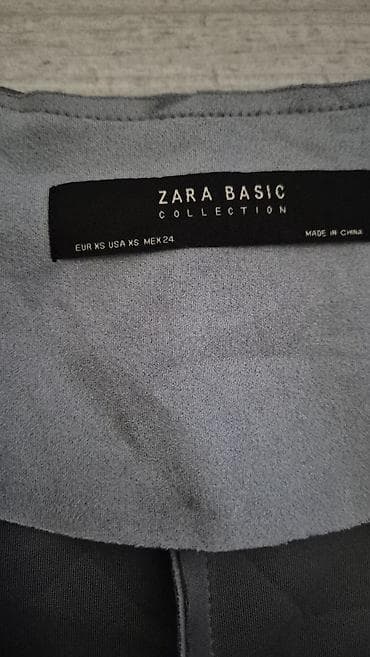 ZARA BASIC
COLLECTION
EUR XS USA XS MEX 24
MADE IN CHINA